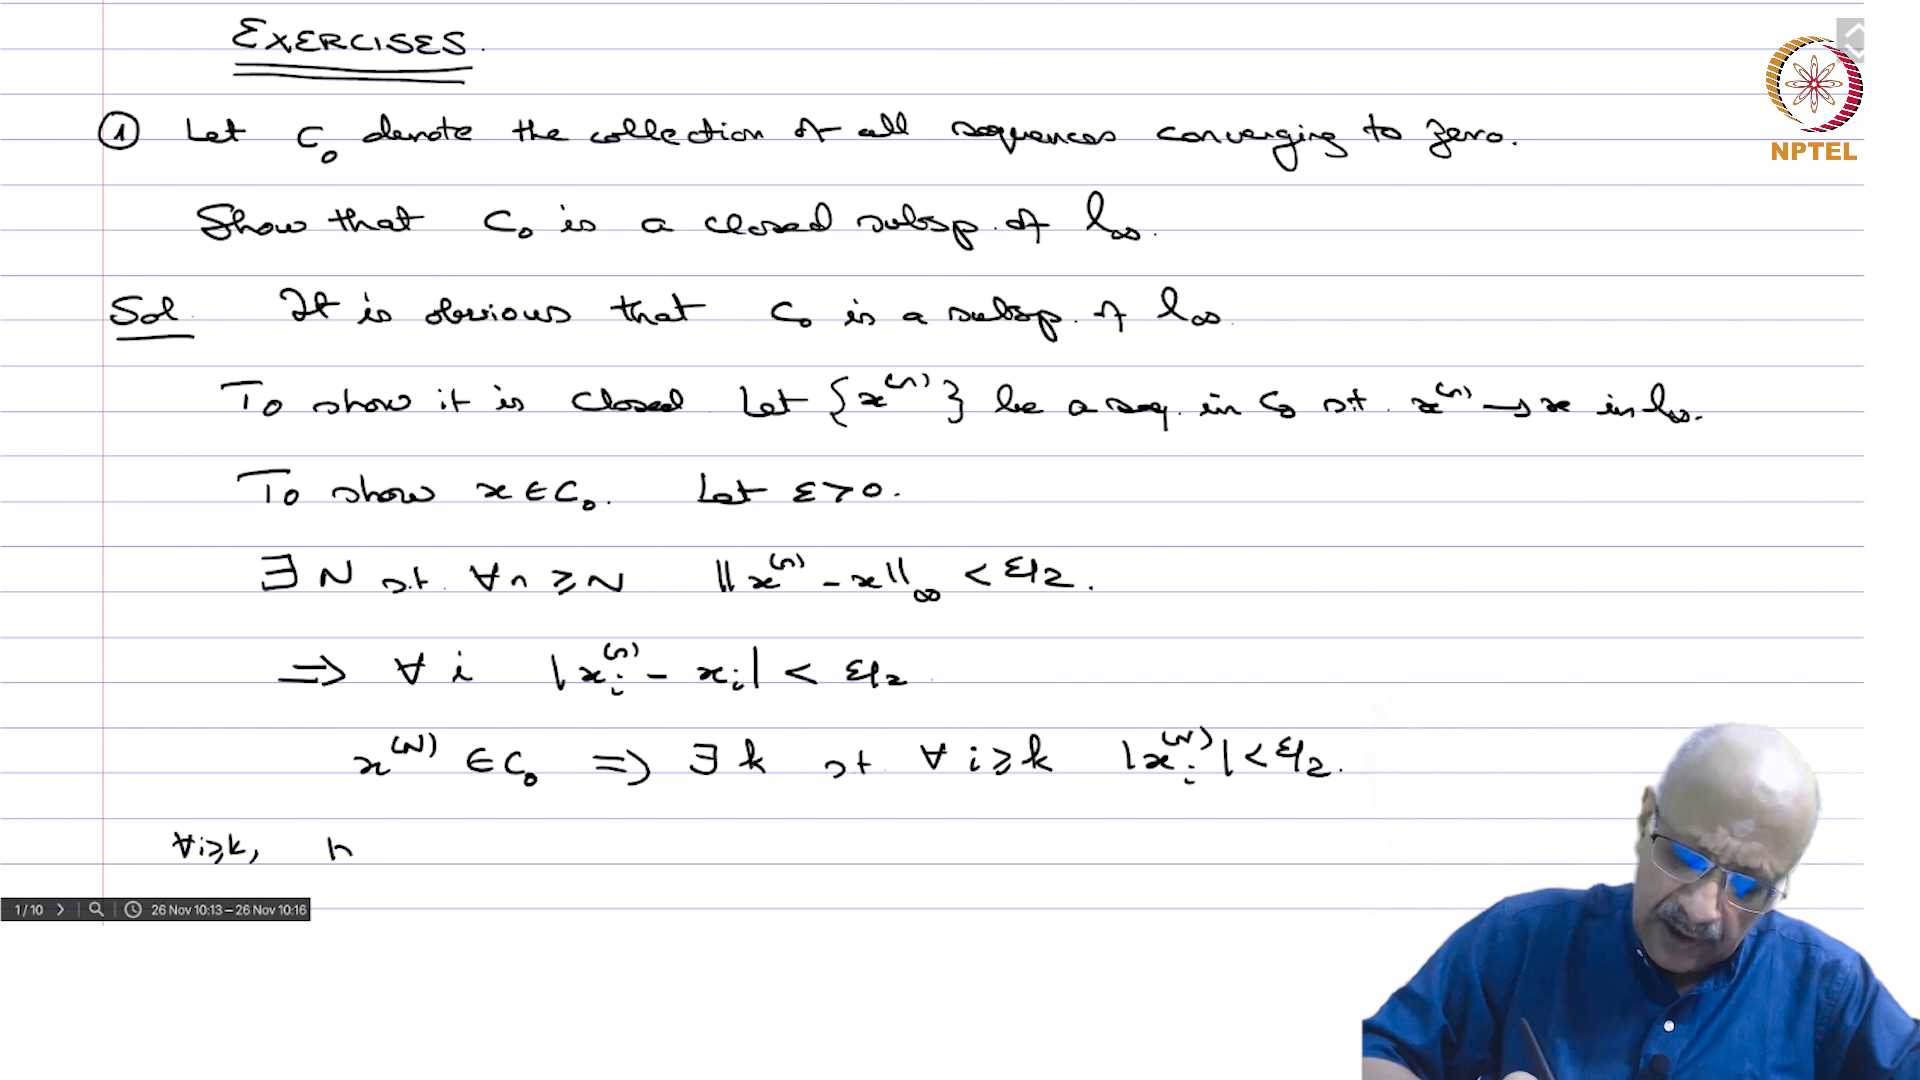 EXERCISES.
① Let C₀ denote the collection of all sequences converging to zero.
NPTEL
Show that C₀ is a closed subsp. of l∞.
Sol. It is obvious that C₀ is a subsp. of l∞.
To show it is closed Let {x⁽ⁿ⁾} be a seq. in C₀ s.t. x⁽ⁿ⁾ → x in l∞.
To show x ∈ C₀. Let ε > 0.
∃ N s.t. ∀ n ≥ N ‖x⁽ⁿ⁾ - x‖∞ < ε/2.
⇒ ∀ i |xᵢ⁽ⁿ⁾ - xᵢ| < ε/2
x⁽ᴺ⁾ ∈ C₀ ⇒ ∃ k s.t. ∀ i ≥ k |xᵢ⁽ᴺ⁾| < ε/2.
∀ i ≥ k,
1 / 10 26 Nov 10:13 – 26 Nov 10:16